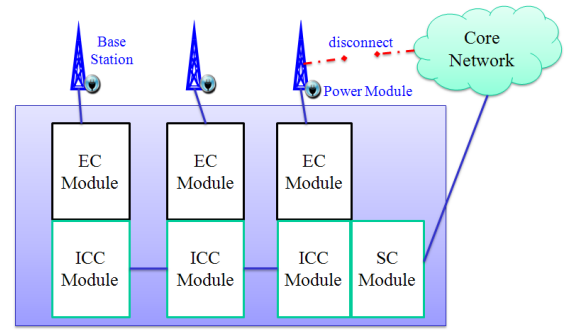 Base
Station
disconnect
Core
Network
Power Module
EC
Module
EC
Module
EC
Module
ICC
Module
ICC
Module
ICC
Module
SC
Module